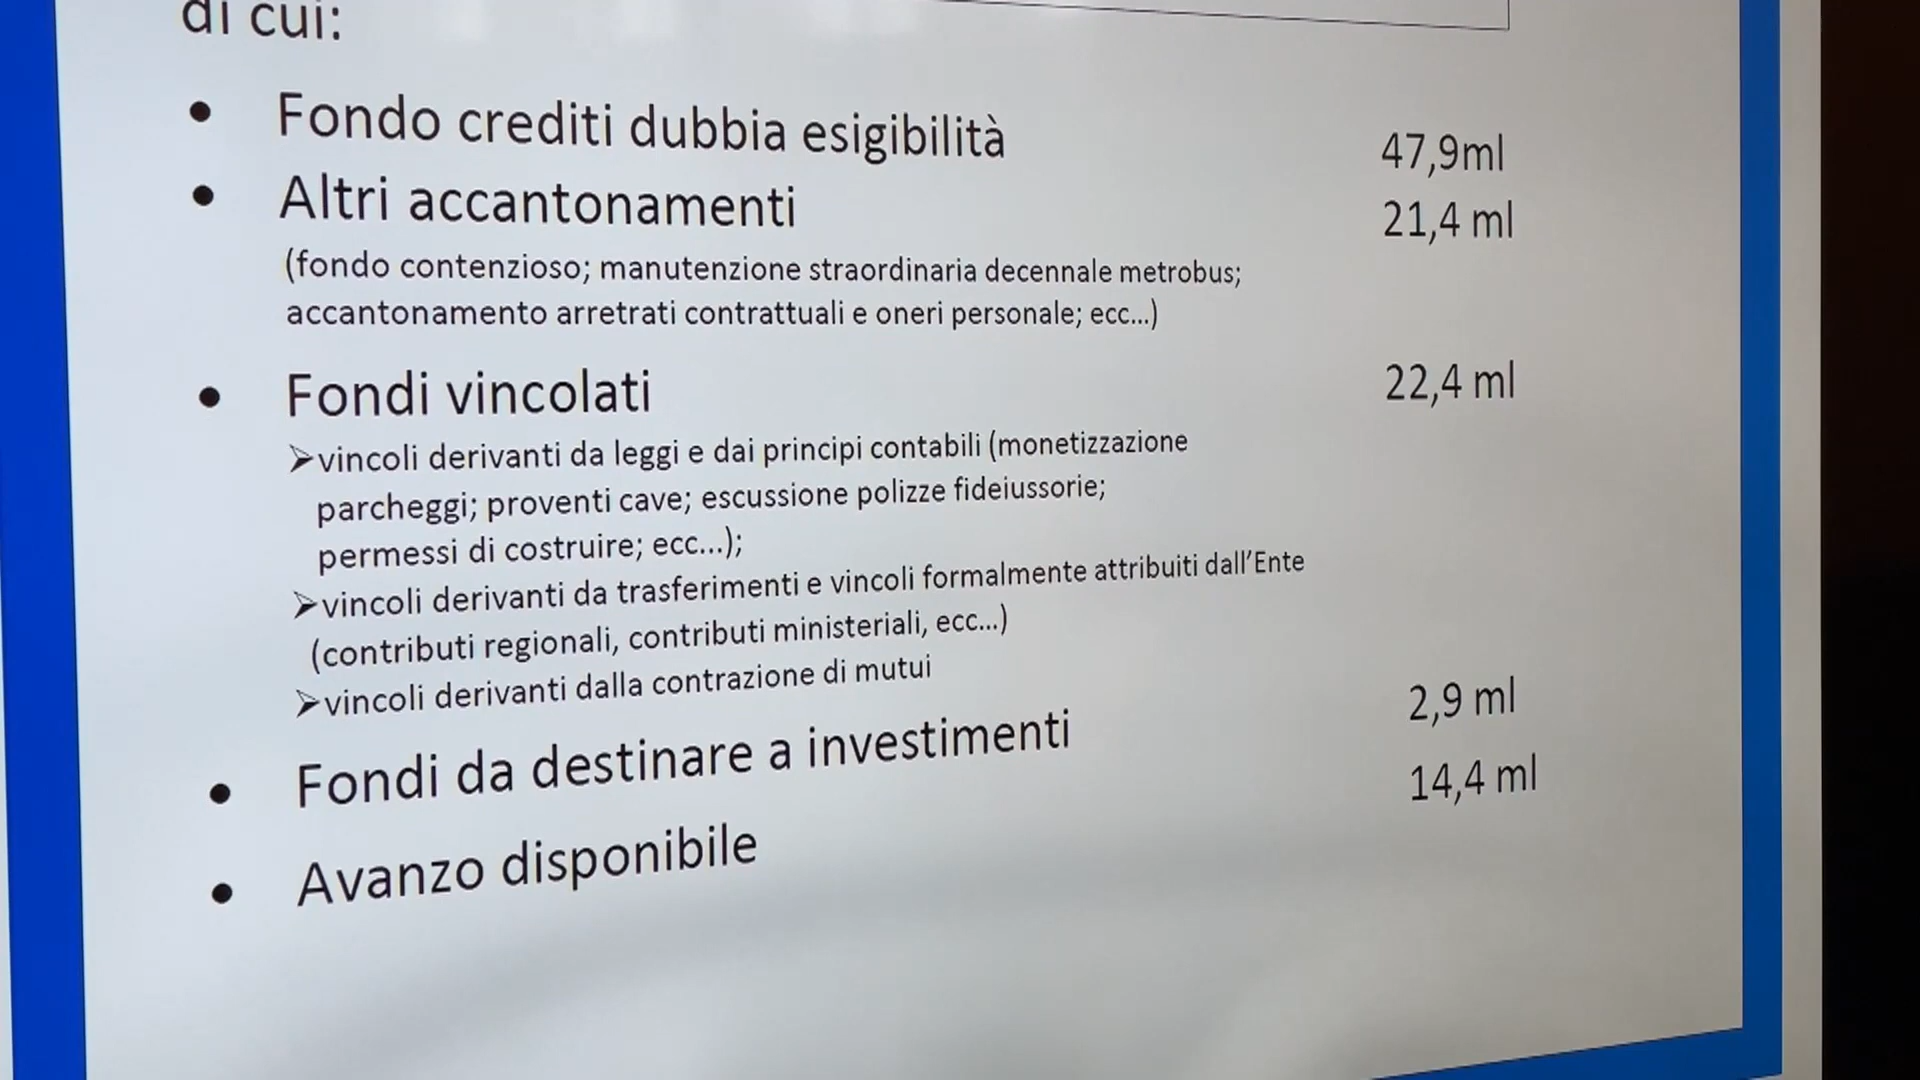 di cui:
• Fondo crediti dubbia esigibilità 47,9ml
• Altri accantonamenti 21,4 ml
(fondo contenzioso; manutenzione straordinaria decennale metrobus;
accantonamento arretrati contrattuali e oneri personale; ecc...)
• Fondi vincolati 22,4 ml
➢vincoli derivanti da leggi e dai principi contabili (monetizzazione
parcheggi; proventi cave; escussione polizze fideiussorie;
permessi di costruire; ecc...);
➢vincoli derivanti da trasferimenti e vincoli formalmente attribuiti dall’Ente
(contributi regionali, contributi ministeriali, ecc...)
➢vincoli derivanti dalla contrazione di mutui
• Fondi da destinare a investimenti 2,9 ml
• Avanzo disponibile 14,4 ml